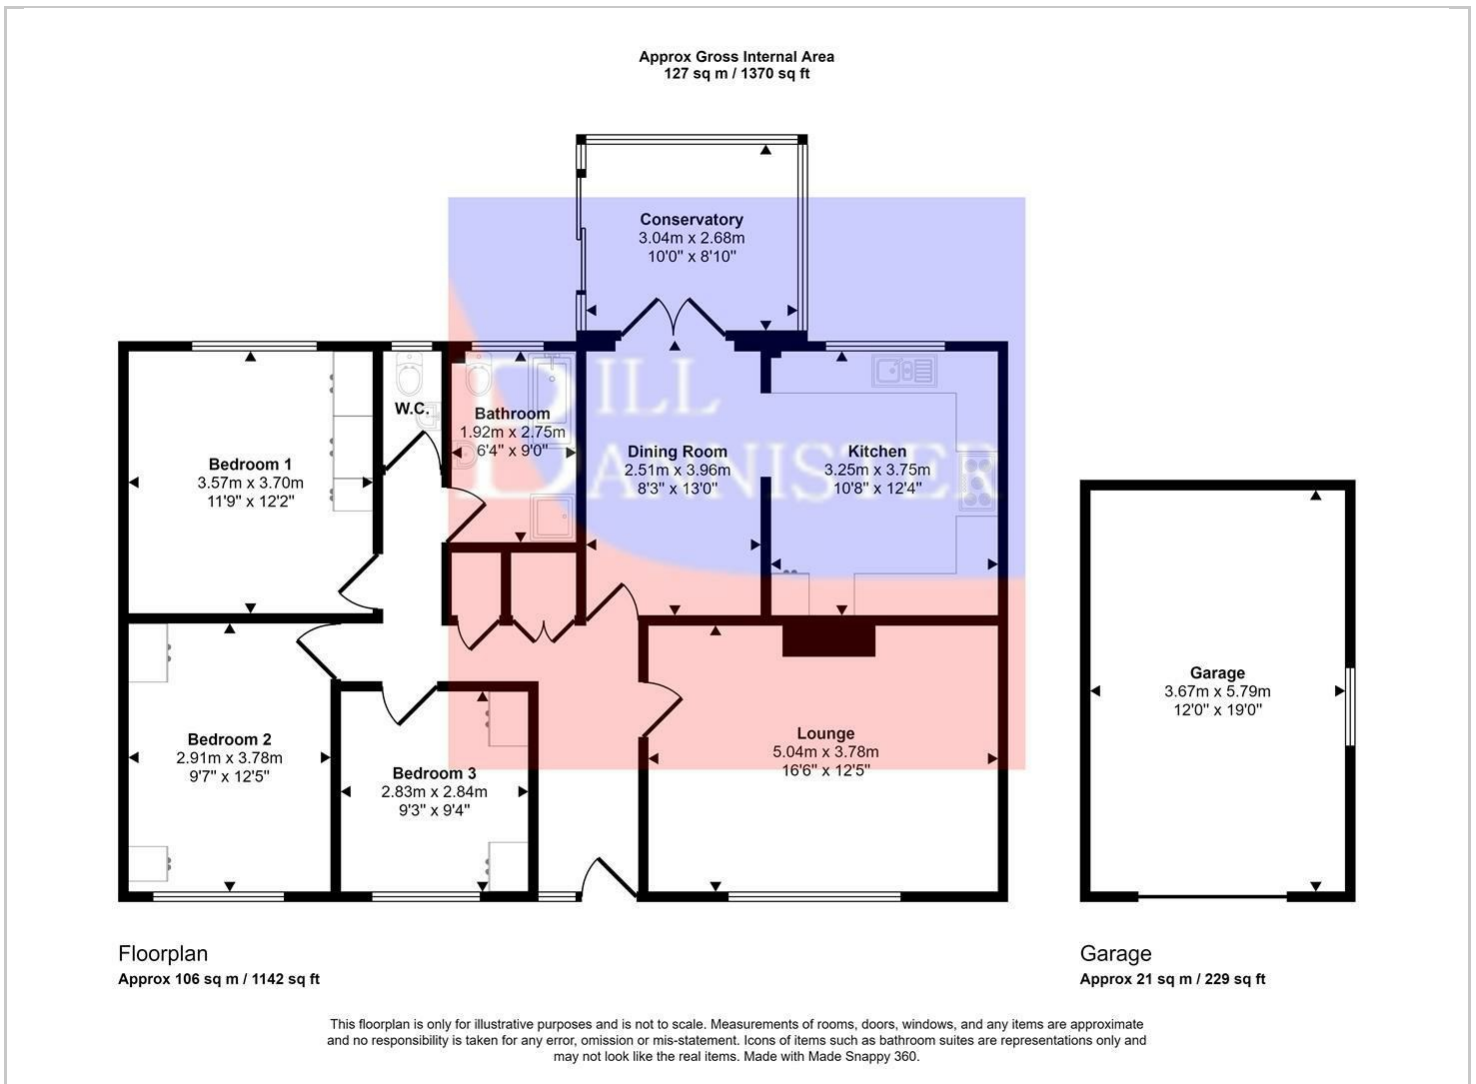 Approx Gross Internal Area
127 sq m / 1370 sq ft
Conservatory
3.04m x 2.68m
10'0" x 8'10"
W.C.
Bathroom
1.92m x 2.75m
6'4" x 9'0"
BILL
BANNISTER
Bedroom 1
3.57m x 3.70m
11'9" x 12'2"
Dining Room
2.51m x 3.96m
8'3" x 13'0"
Kitchen
3.25m x 3.75m
10'8" x 12'4"
Bedroom 2
2.91m x 3.78m
9'7" x 12'5"
Bedroom 3
2.83m x 2.84m
9'3" x 9'4"
Lounge
5.04m x 3.78m
16'6" x 12'5"
Garage
3.67m x 5.79m
12'0" x 19'0"
Floorplan
Approx 106 sq m / 1142 sq ft
Garage
Approx 21 sq m / 229 sq ft
This floorplan is only for illustrative purposes and is not to scale. Measurements of rooms, doors, windows, and any items are approximate
and no responsibility is taken for any error, omission or mis-statement. Icons of items such as bathroom suites are representations only and
may not look like the real items. Made with Made Snappy 360.